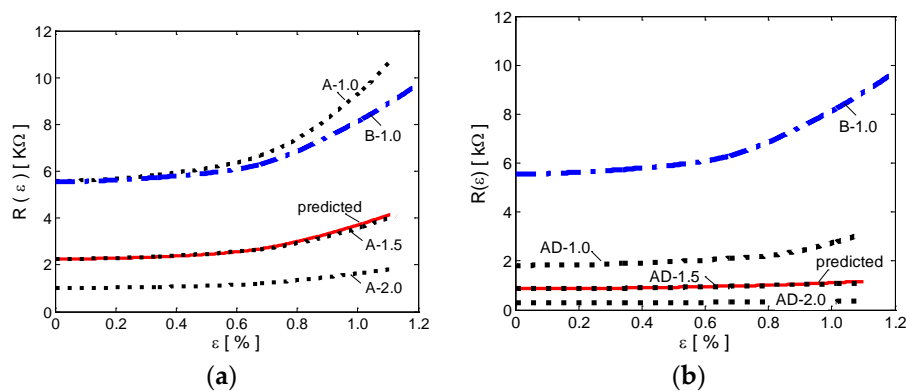 R ( ε ) [ KΩ ]
12
10
8
6
4
2
0
0
0.2
0.4
0.6
0.8
1.0
1.2
ε [ % ]
A-1.0
B-1.0
predicted
A-1.5
A-2.0
(a)
R(ε) [ kΩ ]
12
10
8
6
4
2
0
0
0.2
0.4
0.6
0.8
1.0
1.2
ε [ % ]
B-1.0
AD-1.0
predicted
AD-1.5
AD-2.0
(b)